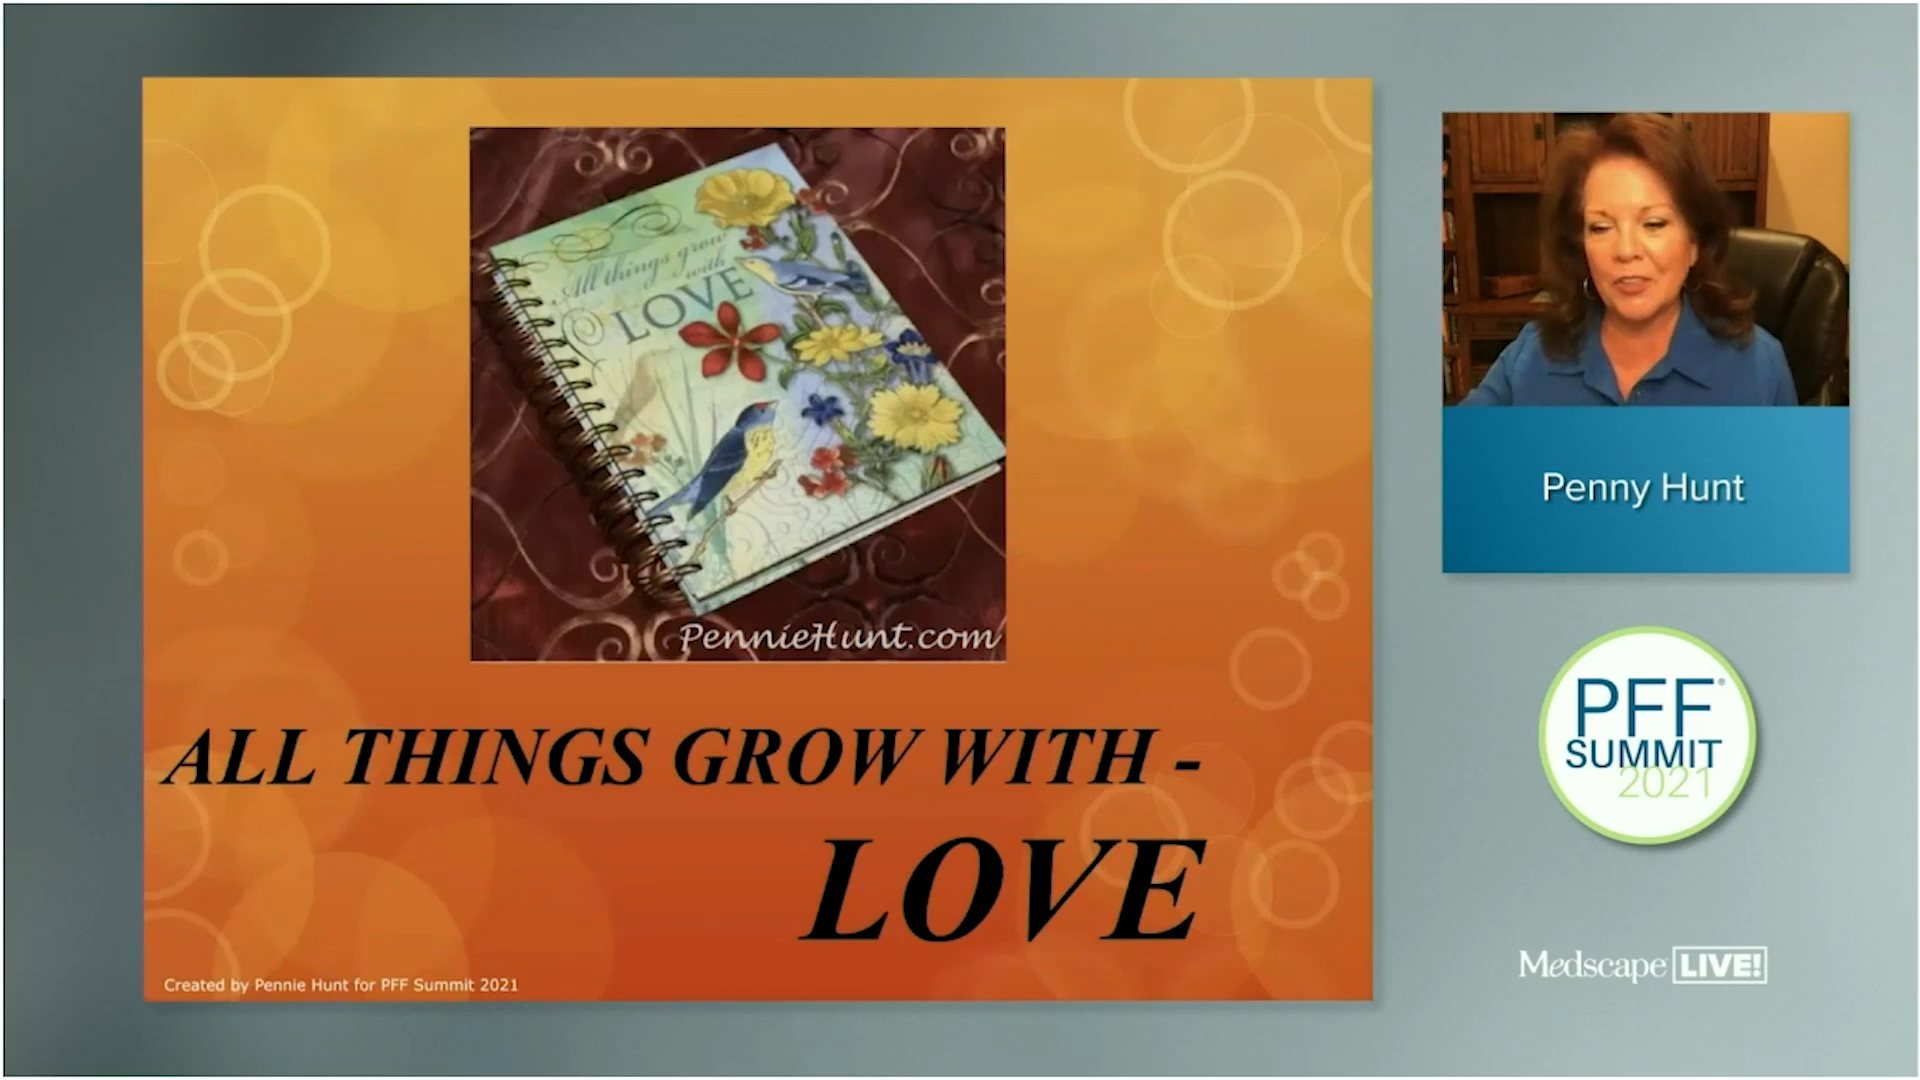 All things grow
with
LOVE
PennieHunt.com
ALL THINGS GROW WITH -
LOVE
Created by Pennie Hunt for PFF Summit 2021
Penny Hunt
PFF®
SUMMIT
2021
Medscape LIVE!